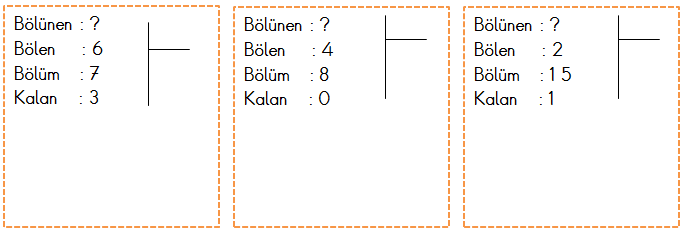 Bölünen : ?
Bölen : 6
Bölüm : 7
Kalan : 3
Bölünen : ?
Bölen : 4
Bölüm : 8
Kalan : 0
Bölünen : ?
Bölen : 2
Bölüm : 15
Kalan : 1